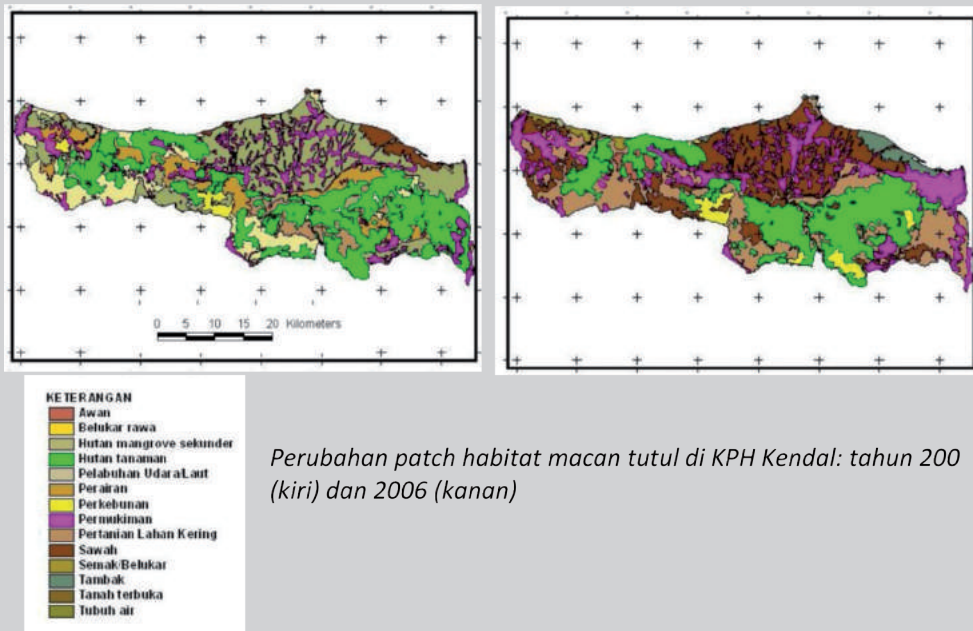 0 5 10 15 20 Kilometers
KETERANGAN
Awan
Belukar rawa
Hutan mangrove sekunder
Hutan tanaman
Pelabuhan Udara/Laut
Perairan
Perkebunan
Permukiman
Pertanian Lahan Kering
Sawah
Semak/Belukar
Tambak
Tanah terbuka
Tubuh air
Perubahan patch habitat macan tutul di KPH Kendal: tahun 200
(kiri) dan 2006 (kanan)